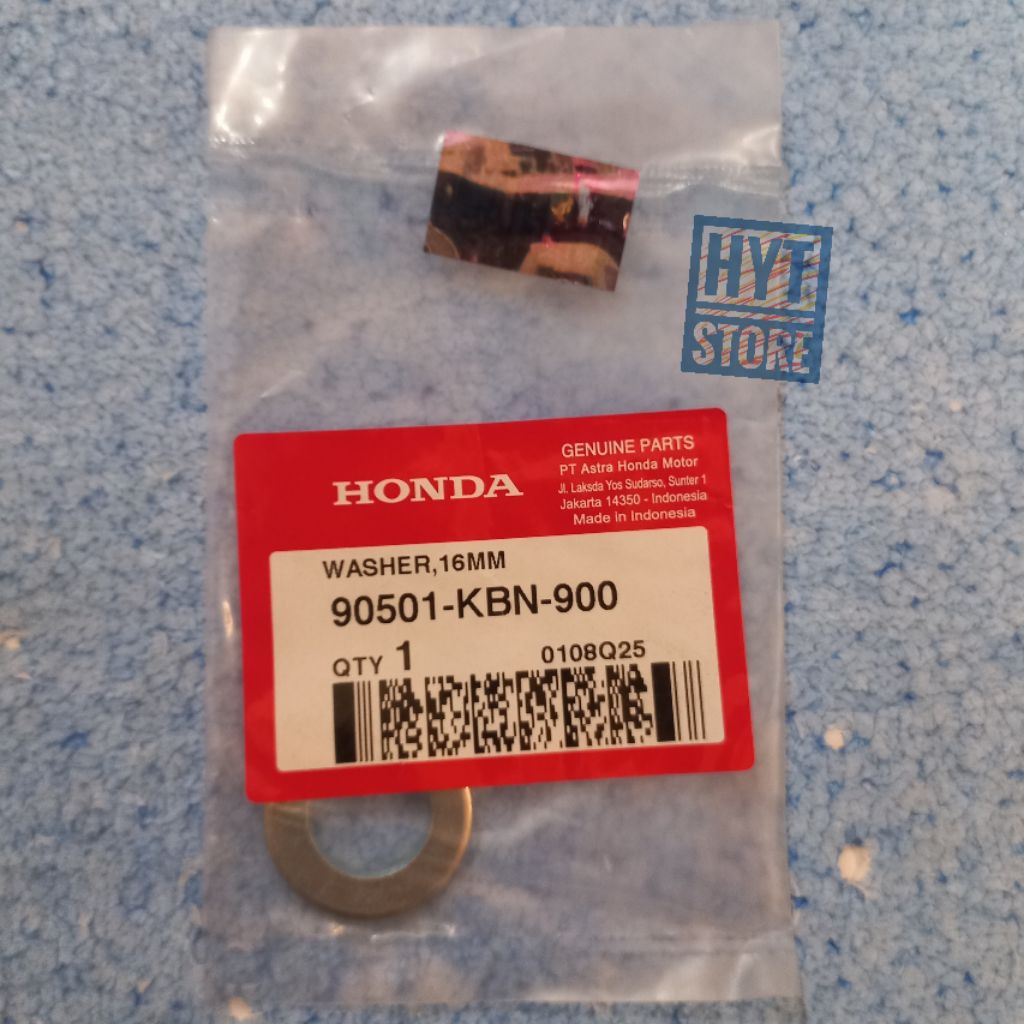 HYT
STORE
HONDA
GENUINE PARTS
PT Astra Honda Motor
Jl. Laksda Yos Sudarso, Sunter 1
Jakarta 14350 - Indonesia
Made in Indonesia
WASHER,16MM
90501-KBN-900
QTY 1
0108Q25